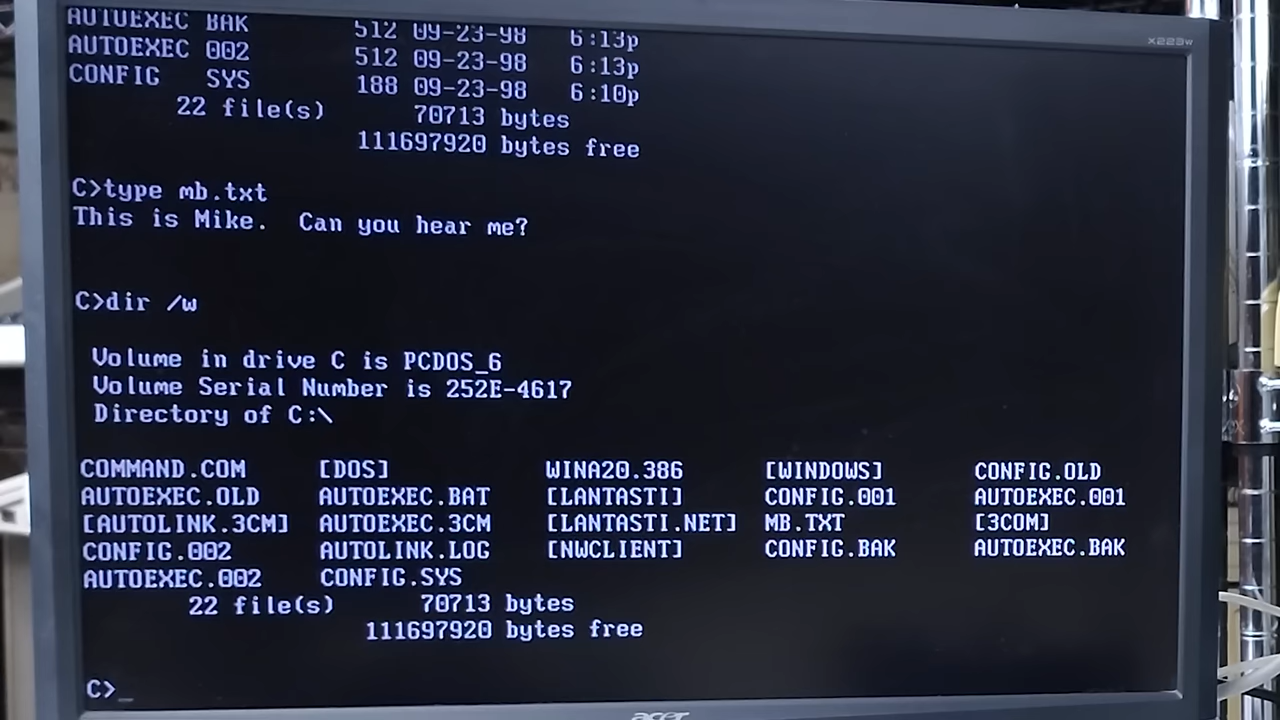 AUTOEXEC BAK 512 09-23-98 6:13p
AUTOEXEC 002 512 09-23-98 6:13p
CONFIG SYS 188 09-23-98 6:10p
22 file(s) 70713 bytes
111697920 bytes free
C>type mb.txt
This is Mike. Can you hear me?
C>dir /w
Volume in drive C is PCDOS_6
Volume Serial Number is 252E-4617
Directory of C:\
COMMAND.COM [DOS] WINA20.386 [WINDOWS] CONFIG.OLD
AUTOEXEC.OLD AUTOEXEC.BAT [LANTASTI] CONFIG.001 AUTOEXEC.001
[AUTOLINK.3CM] AUTOEXEC.3CM [LANTASTI.NET] MB.TXT [3COM]
CONFIG.002 AUTOLINK.LOG [NWCLIENT] CONFIG.BAK AUTOEXEC.BAK
AUTOEXEC.002 CONFIG.SYS
22 file(s) 70713 bytes
111697920 bytes free
C>_
X223w
acer